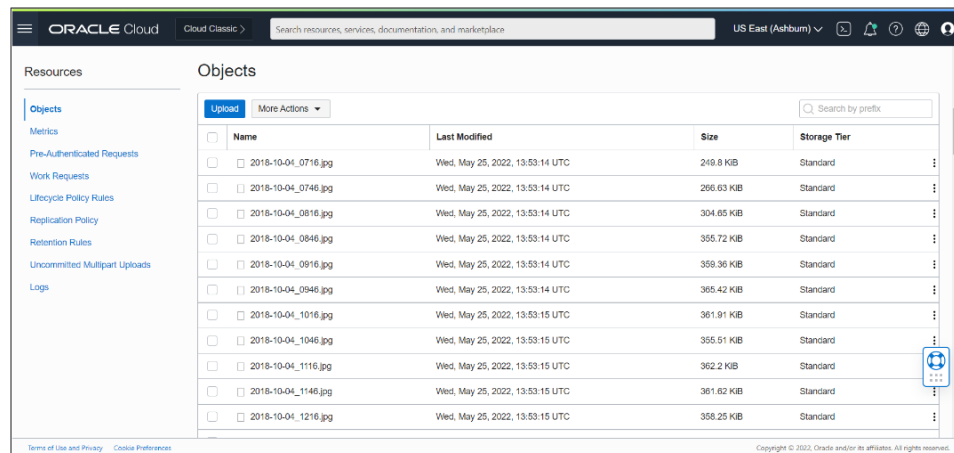 ORACLE Cloud Cloud Classic > Search resources, services, documentation, and marketplace US East (Ashburn)
Resources
Objects
Metrics
Pre-Authenticated Requests
Work Requests
Lifecycle Policy Rules
Replication Policy
Retention Rules
Uncommitted Multipart Uploads
Logs
Objects
Upload More Actions Search by prefix
Name Last Modified Size Storage Tier
2018-10-04_0716.jpg Wed, May 25, 2022, 13:53:14 UTC 249.8 KiB Standard
2018-10-04_0746.jpg Wed, May 25, 2022, 13:53:14 UTC 266.63 KiB Standard
2018-10-04_0816.jpg Wed, May 25, 2022, 13:53:14 UTC 304.65 KiB Standard
2018-10-04_0846.jpg Wed, May 25, 2022, 13:53:14 UTC 355.72 KiB Standard
2018-10-04_0916.jpg Wed, May 25, 2022, 13:53:14 UTC 359.36 KiB Standard
2018-10-04_0946.jpg Wed, May 25, 2022, 13:53:14 UTC 365.42 KiB Standard
2018-10-04_1016.jpg Wed, May 25, 2022, 13:53:15 UTC 361.91 KiB Standard
2018-10-04_1046.jpg Wed, May 25, 2022, 13:53:15 UTC 355.51 KiB Standard
2018-10-04_1116.jpg Wed, May 25, 2022, 13:53:15 UTC 362.2 KiB Standard
2018-10-04_1146.jpg Wed, May 25, 2022, 13:53:15 UTC 361.62 KiB Standard
2018-10-04_1216.jpg Wed, May 25, 2022, 13:53:15 UTC 358.25 KiB Standard
Terms of Use and Privacy Cookie Preferences Copyright © 2022, Oracle and/or its affiliates. All rights reserved.